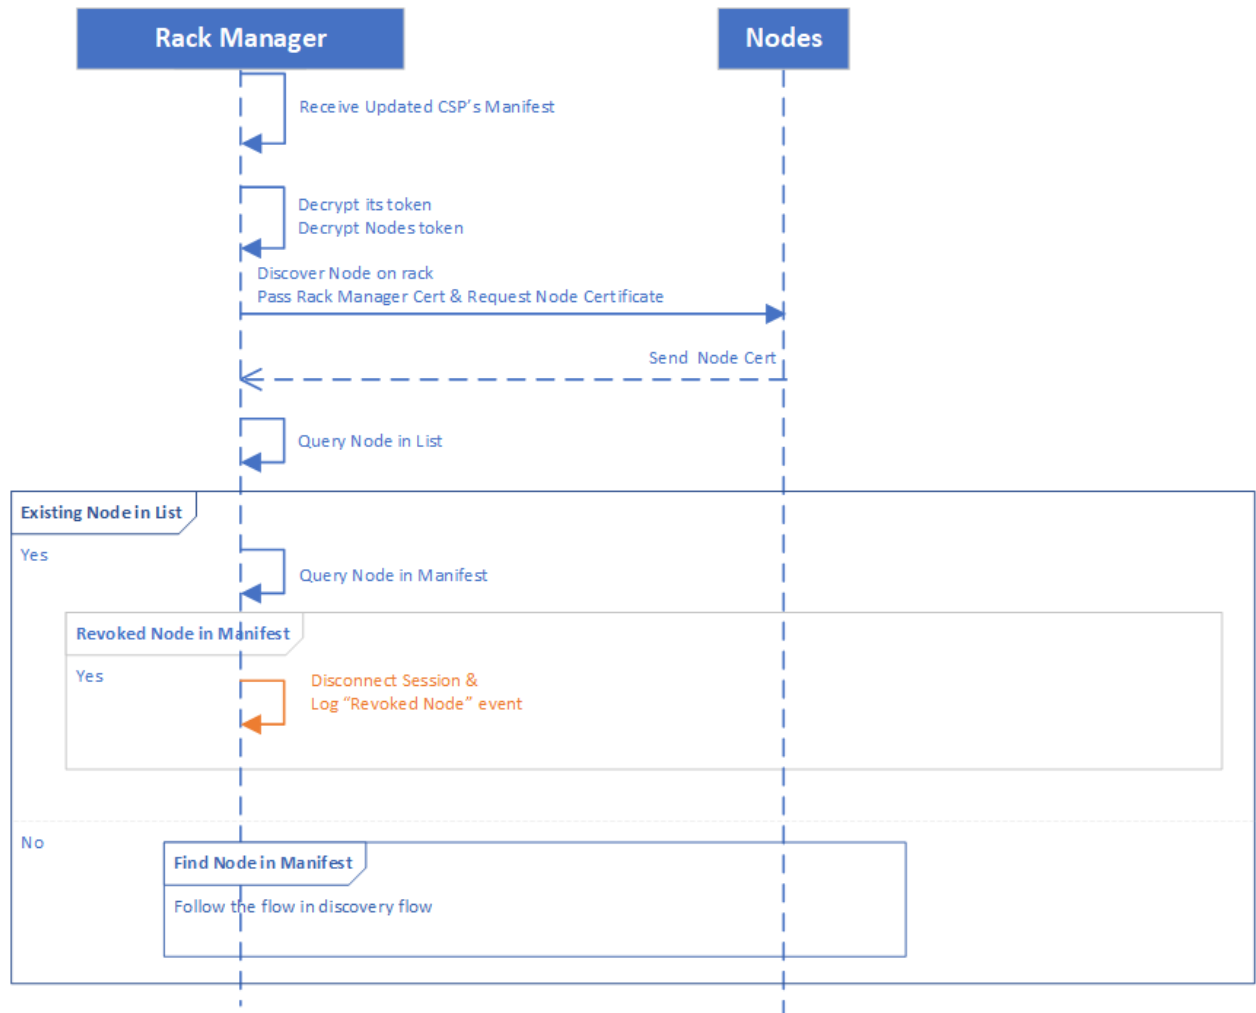 Rack Manager
Nodes
Receive Updated CSP's Manifest
Decrypt its token
Decrypt Nodes token
Discover Node on rack
Pass Rack Manager Cert & Request Node Certificate
Send Node Cert
Query Node in List
Existing Node in List
Yes
Query Node in Manifest
Revoked Node in Manifest
Yes
Disconnect Session &
Log “Revoked Node” event
No
Find Node in Manifest
Follow the flow in discovery flow